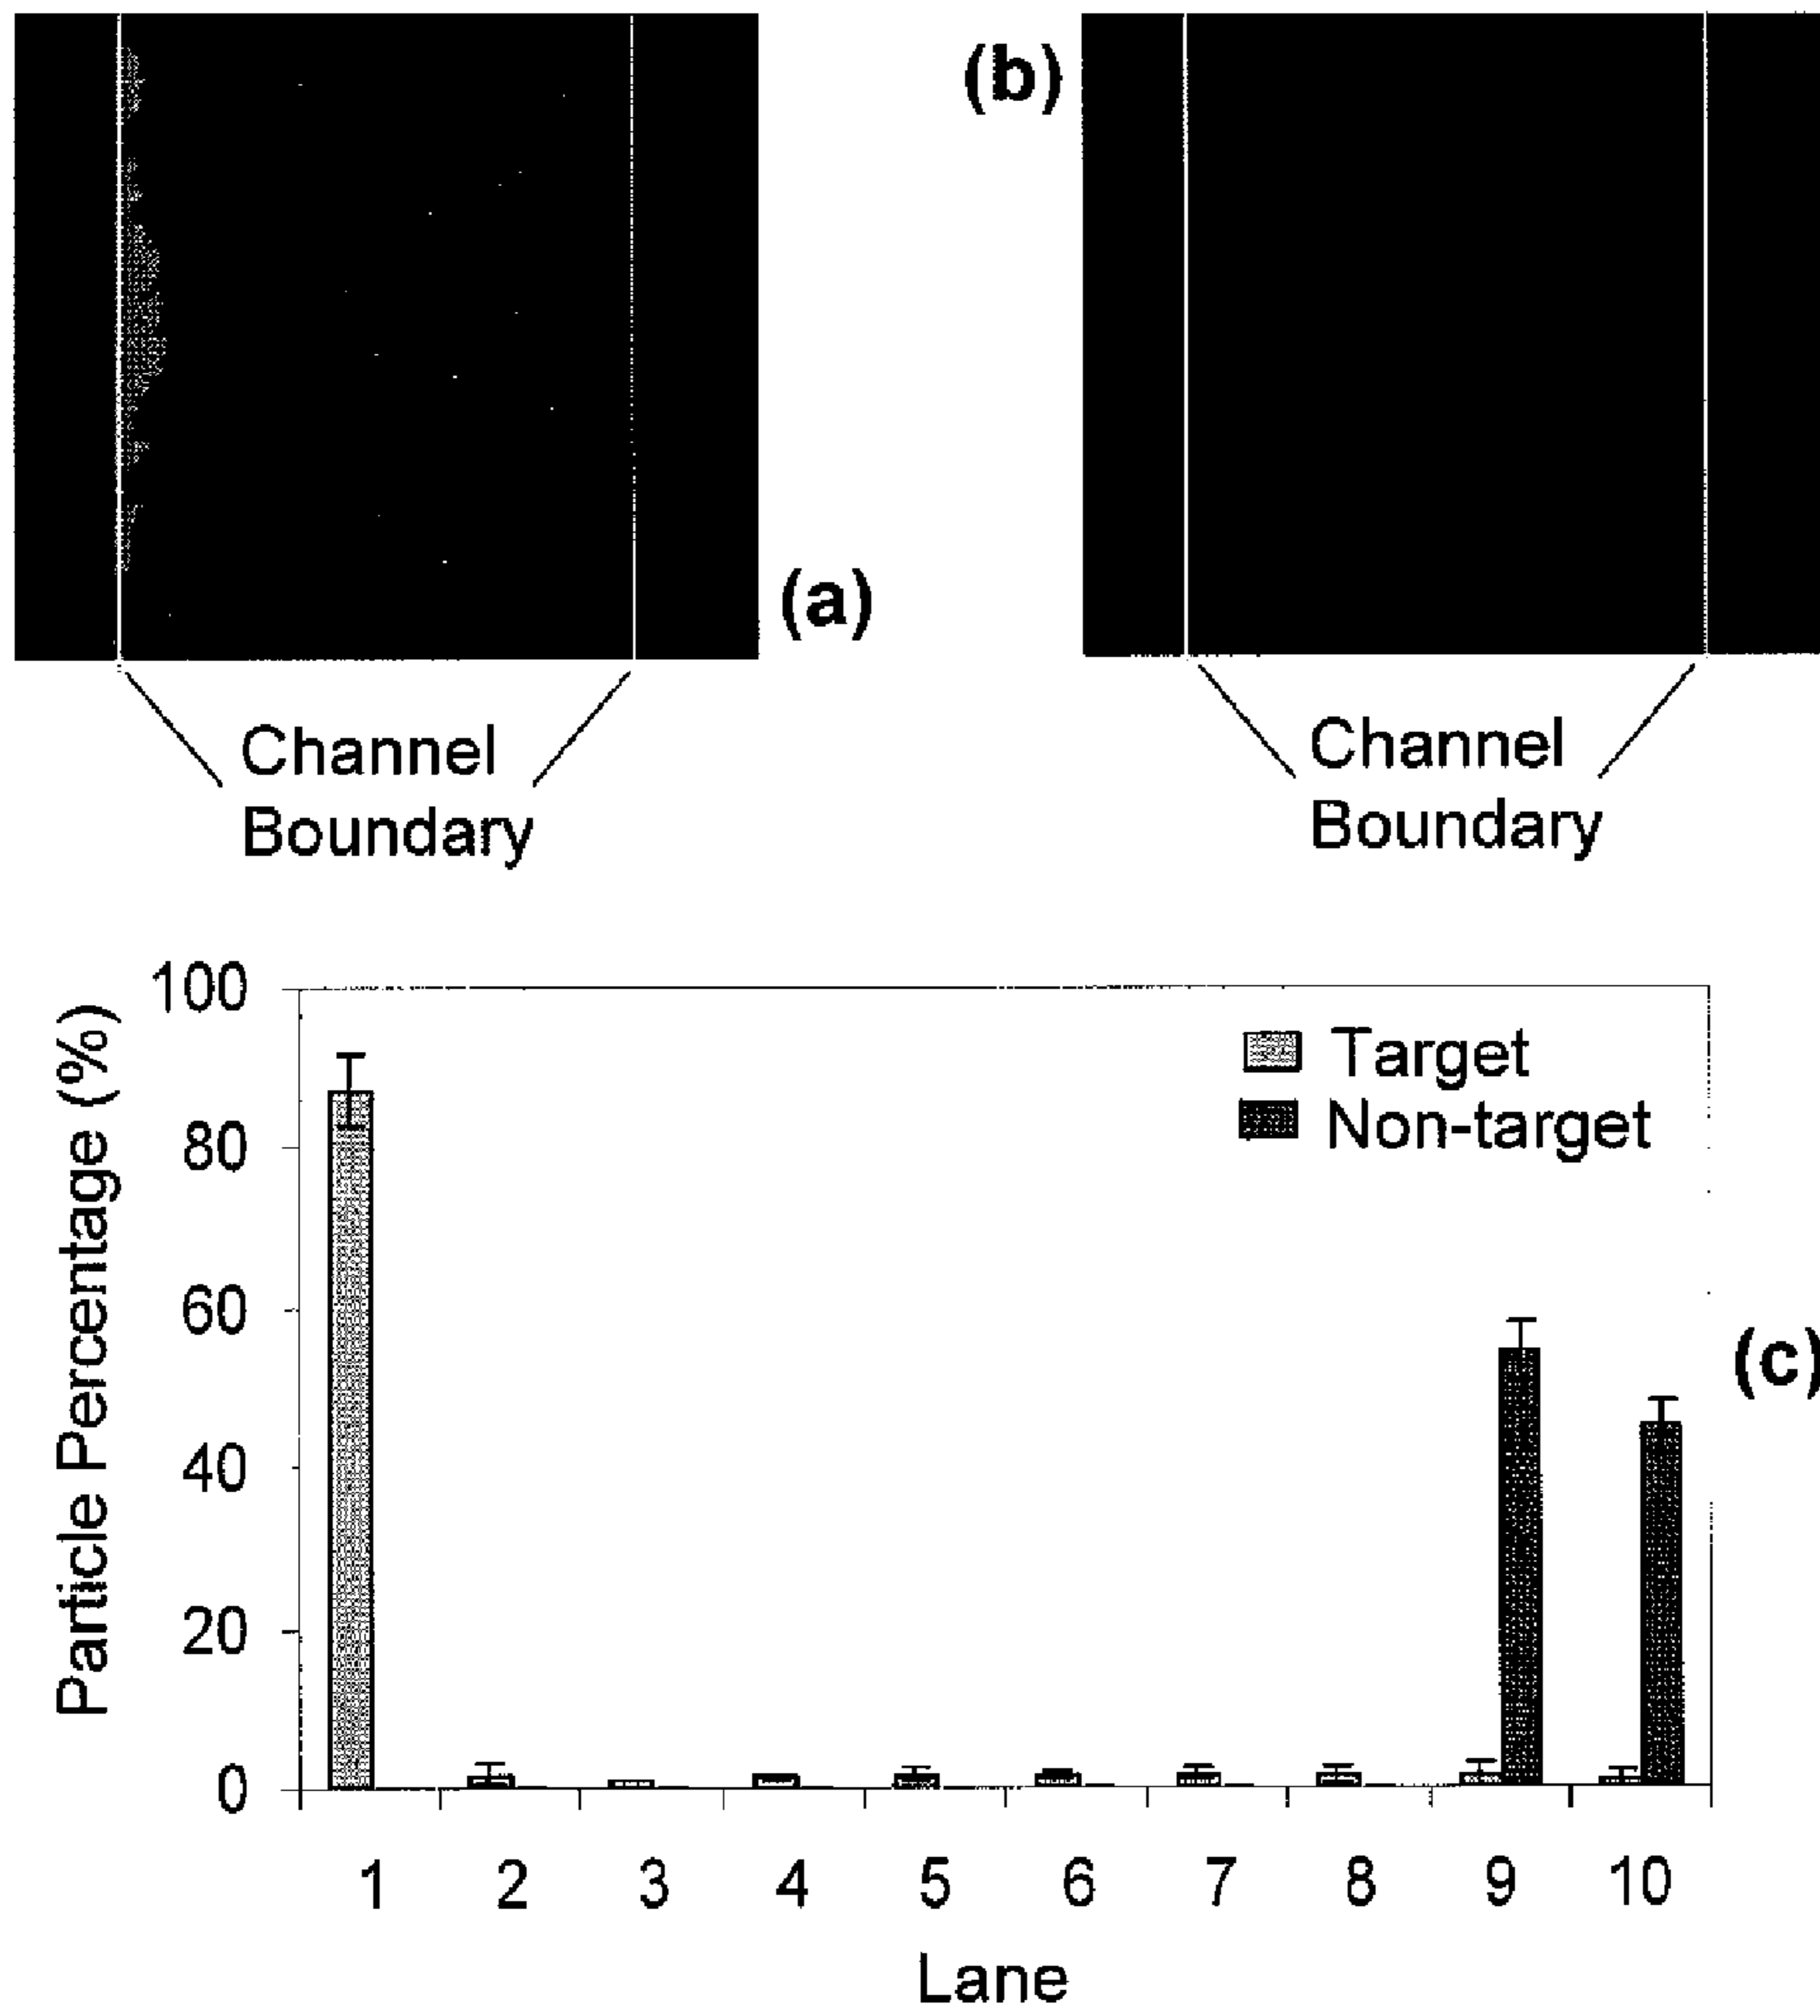 (b)
(a)
Channel
Boundary
Channel
Boundary
100
80
60
40
20
0
Particle Percentage (%)
Target
Non-target
(c)
1 2 3 4 5 6 7 8 9 10
Lane